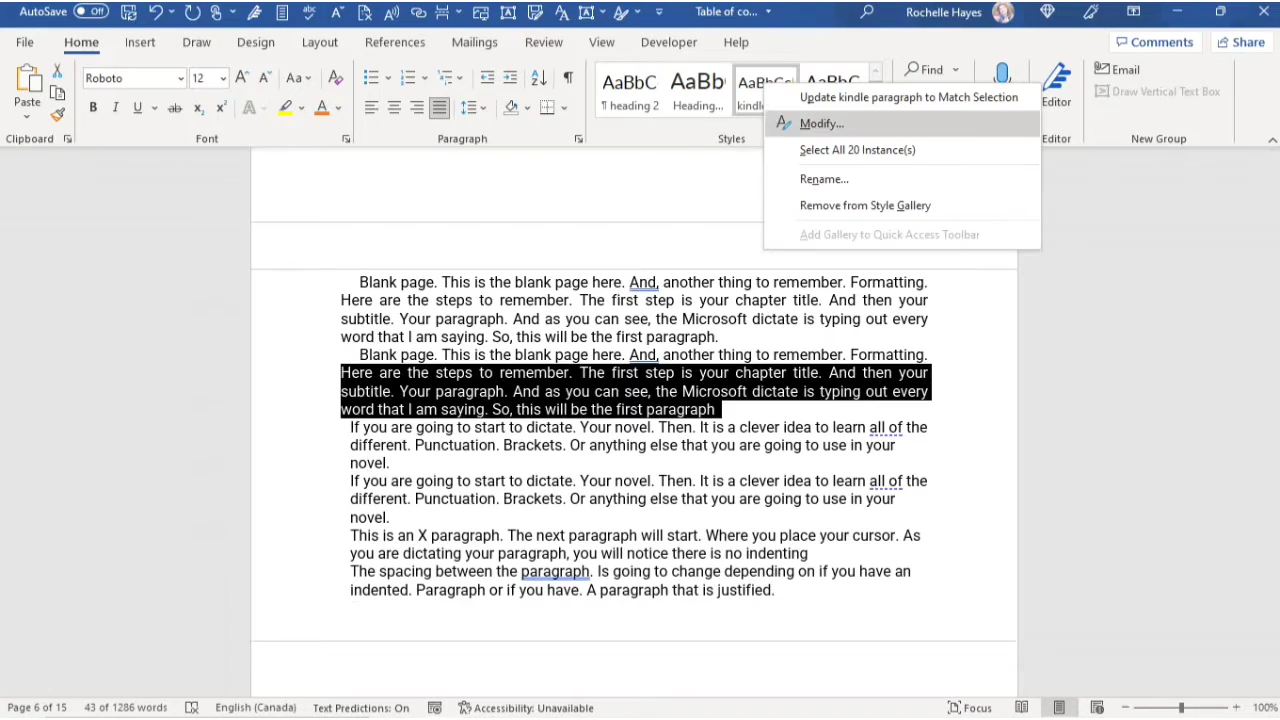 AutoSave Off Table of co... Rochelle Hayes
File Home Insert Draw Design Layout References Mailings Review View Developer Help Comments Share
Paste
Roboto 12 Aa
B I U ab x₂ x² A A
AaBbC AaBb AaBbCc AaBbC
¶ heading 2 Heading... kindle
Find
Editor
Email
Draw Vertical Text Box
Clipboard Font Paragraph Styles Editor New Group
Update kindle paragraph to Match Selection
Modify...
Select All 20 Instance(s)
Rename...
Remove from Style Gallery
Add Gallery to Quick Access Toolbar
Blank page. This is the blank page here. And, another thing to remember. Formatting.
Here are the steps to remember. The first step is your chapter title. And then your
subtitle. Your paragraph. And as you can see, the Microsoft dictate is typing out every
word that I am saying. So, this will be the first paragraph.
Blank page. This is the blank page here. And, another thing to remember. Formatting.
Here are the steps to remember. The first step is your chapter title. And then your
subtitle. Your paragraph. And as you can see, the Microsoft dictate is typing out every
word that I am saying. So, this will be the first paragraph
If you are going to start to dictate. Your novel. Then. It is a clever idea to learn all of the
different. Punctuation. Brackets. Or anything else that you are going to use in your
novel.
If you are going to start to dictate. Your novel. Then. It is a clever idea to learn all of the
different. Punctuation. Brackets. Or anything else that you are going to use in your
novel.
This is an X paragraph. The next paragraph will start. Where you place your cursor. As
you are dictating your paragraph, you will notice there is no indenting
The spacing between the paragraph. Is going to change depending on if you have an
indented. Paragraph or if you have. A paragraph that is justified.
Page 6 of 15 43 of 1286 words English (Canada) Text Predictions: On Accessibility: Unavailable Focus 100%